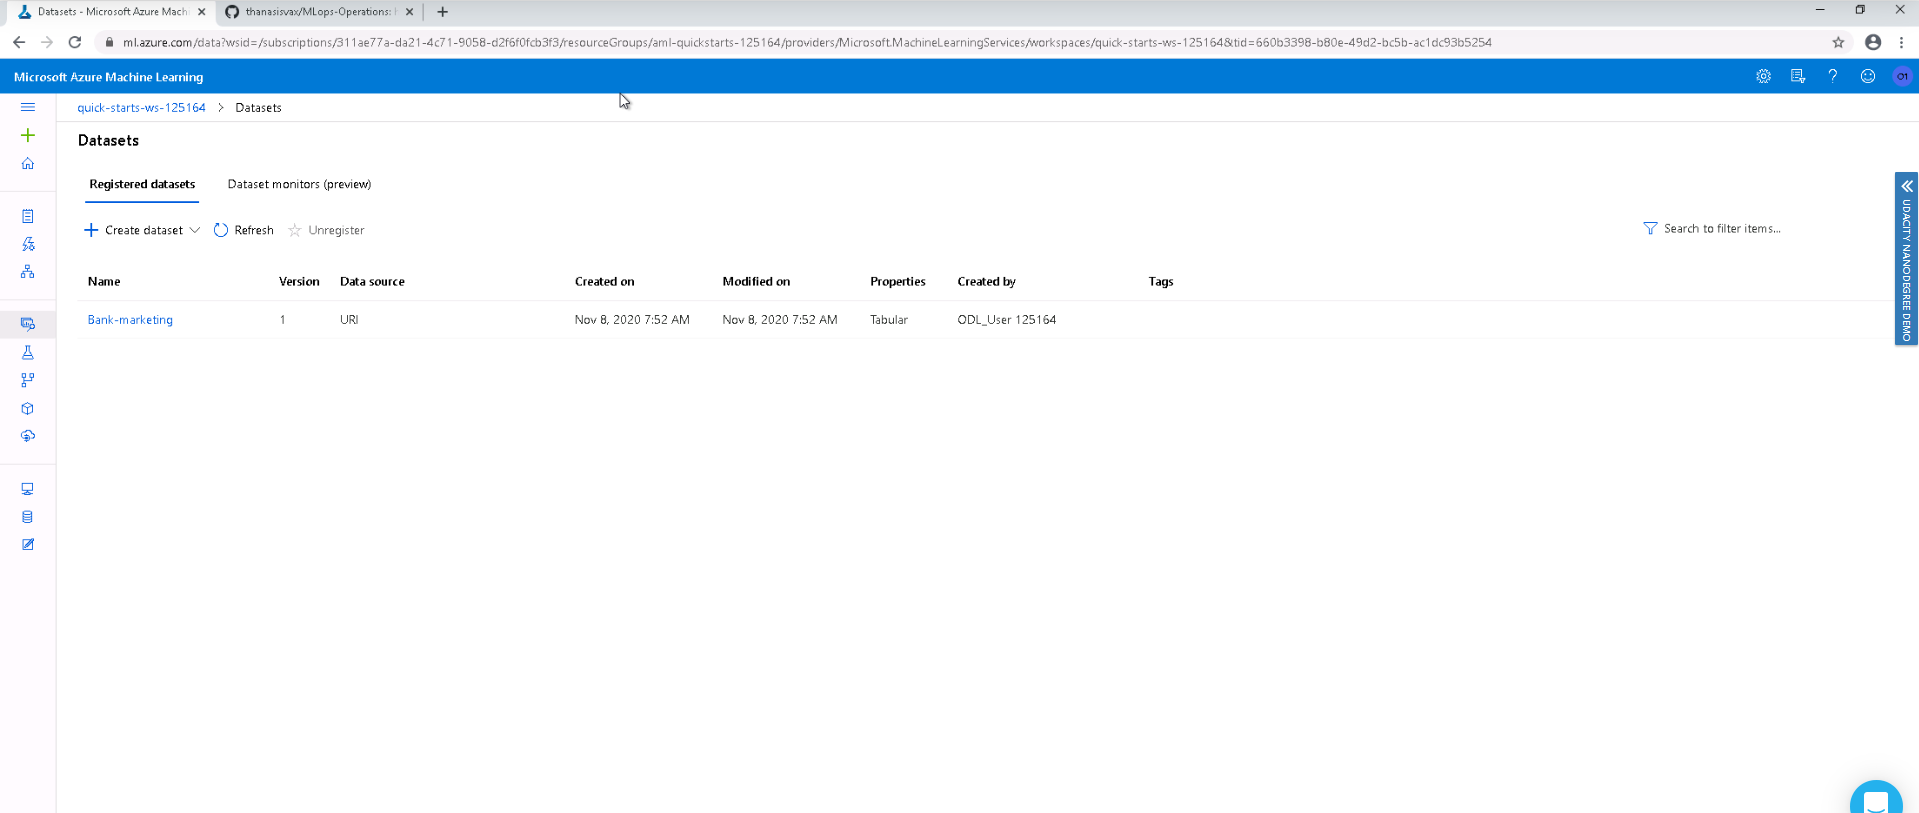 Datasets - Microsoft Azure Mach
thanasisvax/MLops-Operations:
ml.azure.com/data?wsid=/subscriptions/311ae77a-da21-4c71-9058-d2f6f0fcb3f3/resourceGroups/aml-quickstarts-125164/providers/Microsoft.MachineLearningServices/workspaces/quick-starts-ws-125164&tid=660b3398-b80e-49d2-bc5b-ac1dc93b5254
Microsoft Azure Machine Learning
O1
quick-starts-ws-125164 > Datasets
Datasets
Registered datasets Dataset monitors (preview)
Create dataset Refresh Unregister Search to filter items...
Name Version Data source Created on Modified on Properties Created by Tags
Bank-marketing 1 URI Nov 8, 2020 7:52 AM Nov 8, 2020 7:52 AM Tabular ODL_User 125164
UDACITY NANODEGREE DEMO